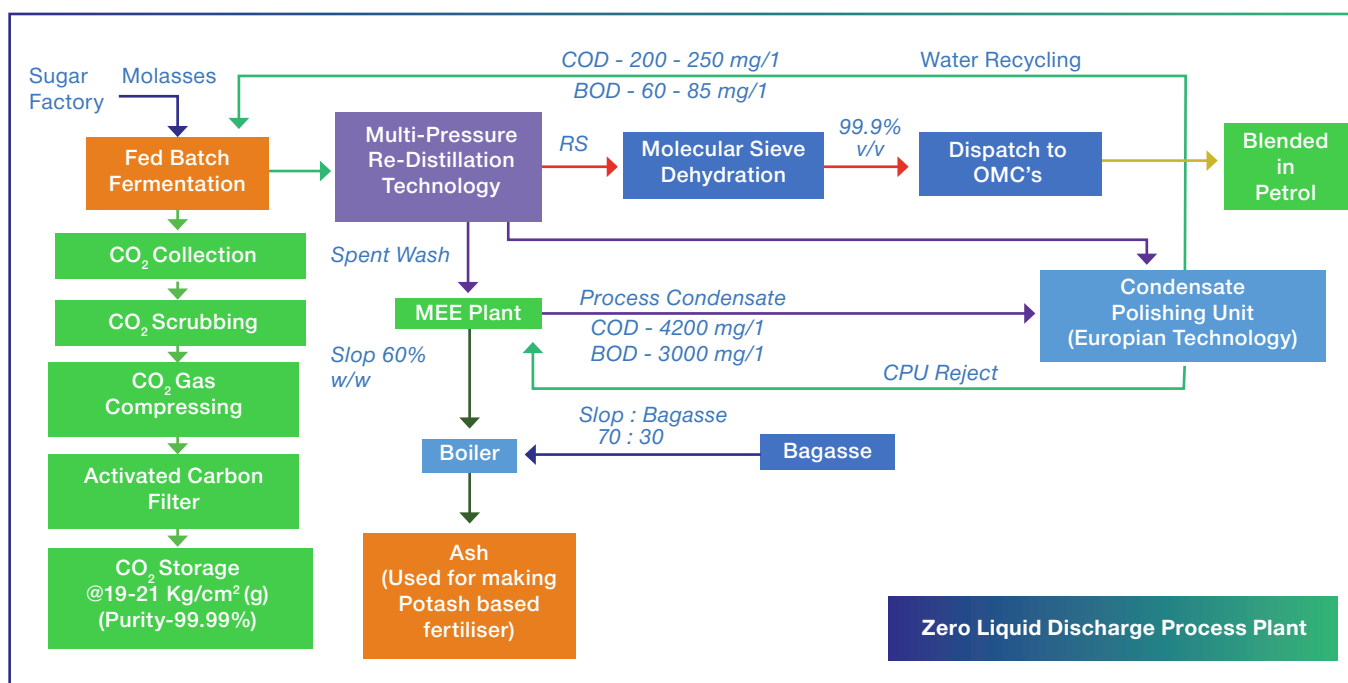 Sugar
Factory
Molasses
COD - 200 - 250 mg/1
BOD - 60 - 85 mg/1
Water Recycling
Fed Batch
Fermentation
Multi-Pressure
Re-Distillation
Technology
RS
Molecular Sieve
Dehydration
99.9%
v/v
Dispatch to
OMC's
Blended
in
Petrol
CO₂ Collection
CO₂ Scrubbing
CO₂ Gas
Compressing
Activated Carbon
Filter
CO₂ Storage
@19-21 Kg/cm² (g)
(Purity-99.99%)
Spent Wash
MEE Plant
Process Condensate
COD - 4200 mg/1
BOD - 3000 mg/1
Condensate
Polishing Unit
(Europian Technology)
CPU Reject
Slop 60%
w/w
Slop : Bagasse
70 : 30
Boiler
Bagasse
Ash
(Used for making
Potash based
fertiliser)
Zero Liquid Discharge Process Plant